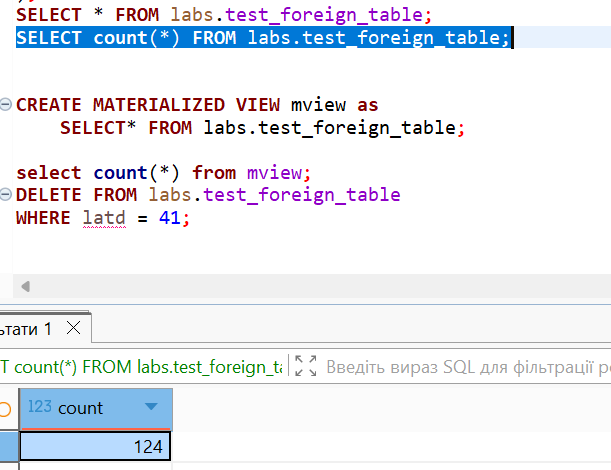 SELECT * FROM labs.test_foreign_table;
SELECT count(*) FROM labs.test_foreign_table;
CREATE MATERIALIZED VIEW mview as
SELECT* FROM labs.test_foreign_table;
select count(*) from mview;
DELETE FROM labs.test_foreign_table
WHERE latd = 41;
ьтати 1
T count(*) FROM labs.test_foreign_ta Введіть вираз SQL для фільтрації ре
123 count
124